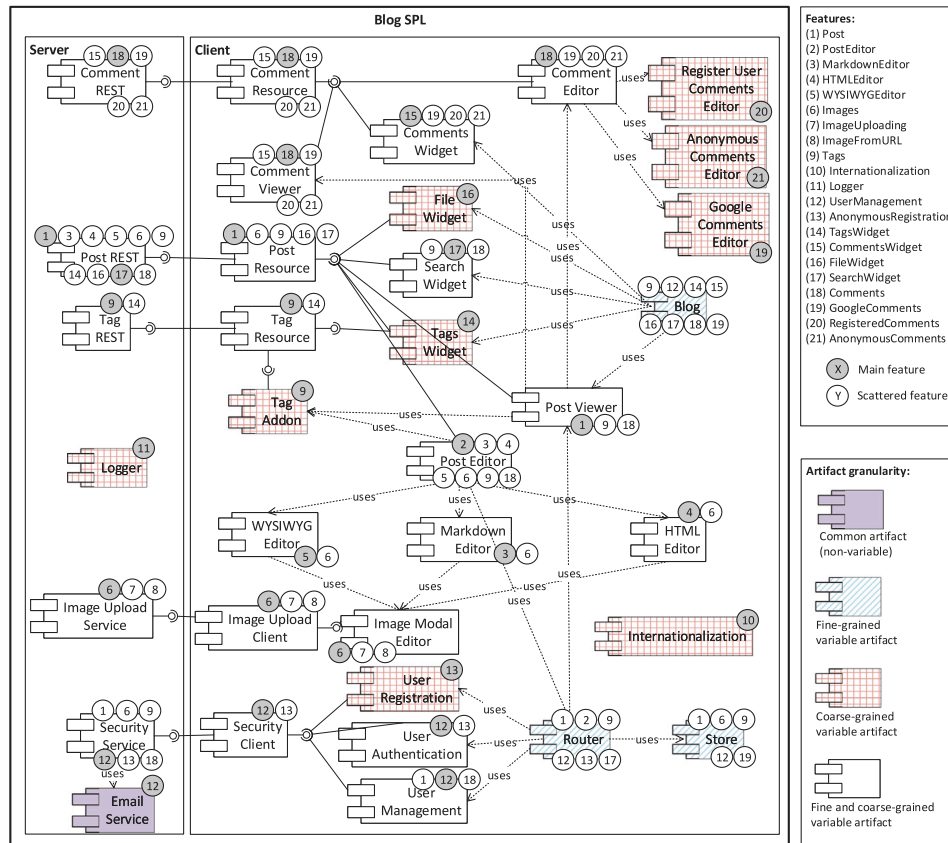 Blog SPL
Server
Client
15 18 19
Comment
REST
20 21
15 18 19
Comment
Resource
20 21
18 19 20 21
Comment
Editor
uses
Register User
Comments
Editor
20
uses
Anonymous
Comments
Editor
21
uses
Google
Comments
Editor
19
15 19 20 21
Comments
Widget
15 18 19
Comment
Viewer
20 21
uses
File
Widget
16
uses
uses
1 3 4 5 6 9
Post REST
14 16 17 18
1 6 9 16 17
Post
Resource
9 17 18
Search
Widget
uses
9 12 14 15
Blog
16 17 18 19
9 14
Tag
REST
9 14
Tag
Resource
14
Tags
Widget
uses
uses
9
Tag
Addon
uses
uses
Post Viewer
1 9 18
11
Logger
2 3 4
Post Editor
5 6 9 18
uses
uses
uses
WYSIWYG
Editor
5 6
Markdown
Editor
3 6
4 6
HTML
Editor
uses
uses
uses
uses
uses
6 7 8
Image Upload
Service
6 7 8
Image Upload
Client
Image Modal
Editor
6 7 8
10
Internationalization
13
User
Registration
uses
1 6 9
Security
Service
12 13 18
uses
12
Email
Service
12 13
Security
Client
12 13
User
Authentication
uses
1 2 9
Router
12 13 17
uses
1 6 9
Store
12 19
1 12 18
User
Management
uses
Features:
(1) Post
(2) PostEditor
(3) MarkdownEditor
(4) HTMLEditor
(5) WYSIWYGEditor
(6) Images
(7) ImageUploading
(8) ImageFromURL
(9) Tags
(10) Internationalization
(11) Logger
(12) UserManagement
(13) AnonymousRegistration
(14) TagsWidget
(15) CommentsWidget
(16) FileWidget
(17) SearchWidget
(18) Comments
(19) GoogleComments
(20) RegisteredComments
(21) AnonymousComments
X Main feature
Y Scattered feature
Artifact granularity:
Common artifact
(non-variable)
Fine-grained
variable artifact
Coarse-grained
variable artifact
Fine and coarse-grained
variable artifact